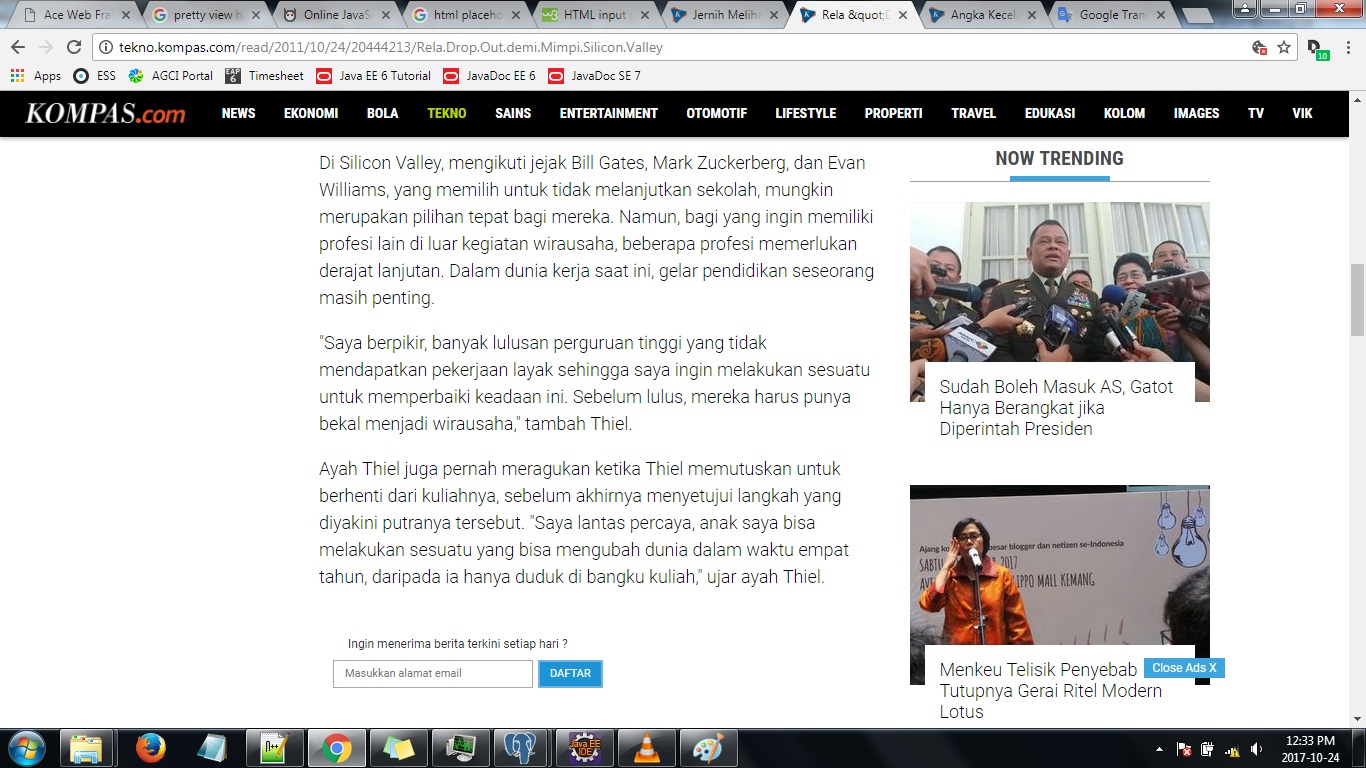 Ace Web Fra
pretty view h
Online JavaS
html placeho
HTML input
Jernih Meliha
Rela &quot;D
Angka Kecel
Google Tran
tekno.kompas.com/read/2011/10/24/20444213/Rela.Drop.Out.demi.Mimpi.Silicon.Valley
10
Apps ESS AGCI Portal EAP 6 Timesheet Java EE 6 Tutorial JavaDoc EE 6 JavaDoc SE 7
KOMPAS.com NEWS EKONOMI BOLA TEKNO SAINS ENTERTAINMENT OTOMOTIF LIFESTYLE PROPERTI TRAVEL EDUKASI KOLOM IMAGES TV VIK
Di Silicon Valley, mengikuti jejak Bill Gates, Mark Zuckerberg, dan Evan
Williams, yang memilih untuk tidak melanjutkan sekolah, mungkin
merupakan pilihan tepat bagi mereka. Namun, bagi yang ingin memiliki
profesi lain di luar kegiatan wirausaha, beberapa profesi memerlukan
derajat lanjutan. Dalam dunia kerja saat ini, gelar pendidikan seseorang
masih penting.
"Saya berpikir, banyak lulusan perguruan tinggi yang tidak
mendapatkan pekerjaan layak sehingga saya ingin melakukan sesuatu
untuk memperbaiki keadaan ini. Sebelum lulus, mereka harus punya
bekal menjadi wirausaha," tambah Thiel.
Ayah Thiel juga pernah meragukan ketika Thiel memutuskan untuk
berhenti dari kuliahnya, sebelum akhirnya menyetujui langkah yang
diyakini putranya tersebut. "Saya lantas percaya, anak saya bisa
melakukan sesuatu yang bisa mengubah dunia dalam waktu empat
tahun, daripada ia hanya duduk di bangku kuliah," ujar ayah Thiel.
Ingin menerima berita terkini setiap hari ?
Masukkan alamat email
DAFTAR
NOW TRENDING
Sudah Boleh Masuk AS, Gatot
Hanya Berangkat jika
Diperintah Presiden
Ajang ko esar blogger dan netizen se-Indonesia
SABTU 2017
AVE IPPO MALL KEMANG
Menkeu Telisik Penyebab
Tutupnya Gerai Ritel Modern
Lotus
Close Ads X
Java EE
IDE
12:33 PM
2017-10-24